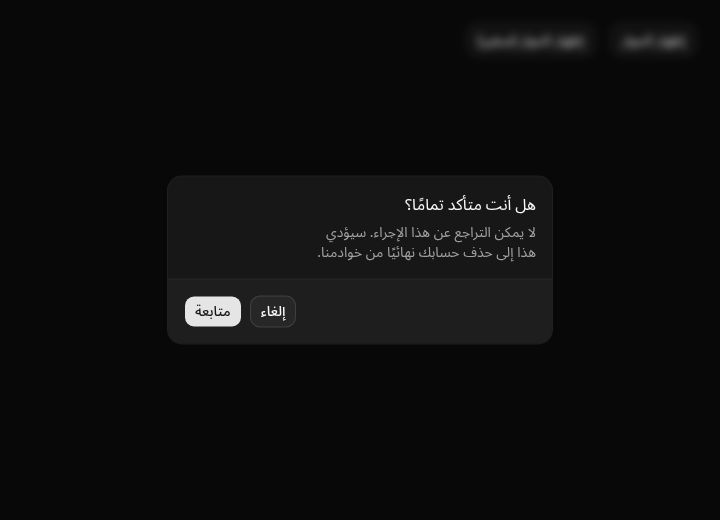 هل أنت متأكد تمامًا؟
لا يمكن التراجع عن هذا الإجراء. سيؤدي
هذا إلى حذف حسابك نهائيًا من خوادمنا.
إلغاء
متابعة